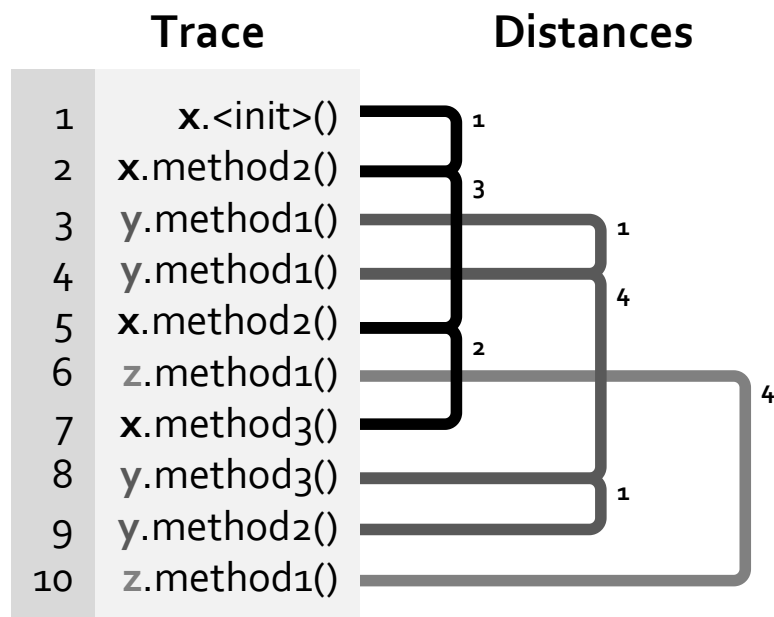 Trace Distances
1 x.<init>() 1
2 x.method2() 3
3 y.method1() 1
4 y.method1() 4
5 x.method2() 2
6 z.method1() 4
7 x.method3()
8 y.method3() 1
9 y.method2()
10 z.method1()